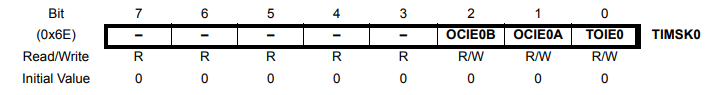 Bit 7 6 5 4 3 2 1 0
(0x6E) – – – – – OCIE0B OCIE0A TOIE0 TIMSK0
Read/Write R R R R R R/W R/W R/W
Initial Value 0 0 0 0 0 0 0 0